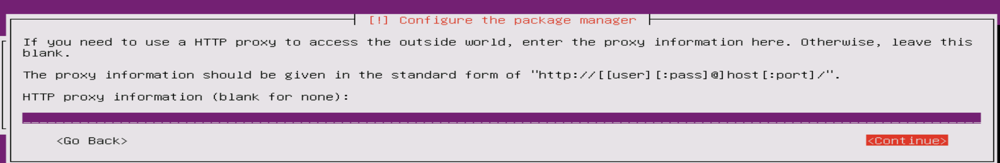 [!] Configure the package manager
If you need to use a HTTP proxy to access the outside world, enter the proxy information here. Otherwise, leave this
blank.
The proxy information should be given in the standard form of "http://[[user][:pass]@]host[:port]/".
HTTP proxy information (blank for none):
<Go Back> <Continue>